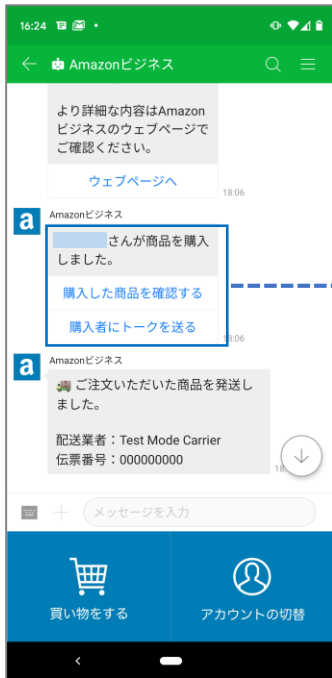 16:24
Amazonビジネス
より詳細な内容はAmazon
ビジネスのウェブページで
ご確認ください。
ウェブページへ
18:06
a
Amazonビジネス
さんが商品を購入
しました。
購入した商品を確認する
購入者にトークを送る
18:06
a
Amazonビジネス
ご注文いただいた商品を発送し
ました。
配送業者：Test Mode Carrier
伝票番号：000000000
18:
メッセージを入力
買い物をする
アカウントの切替